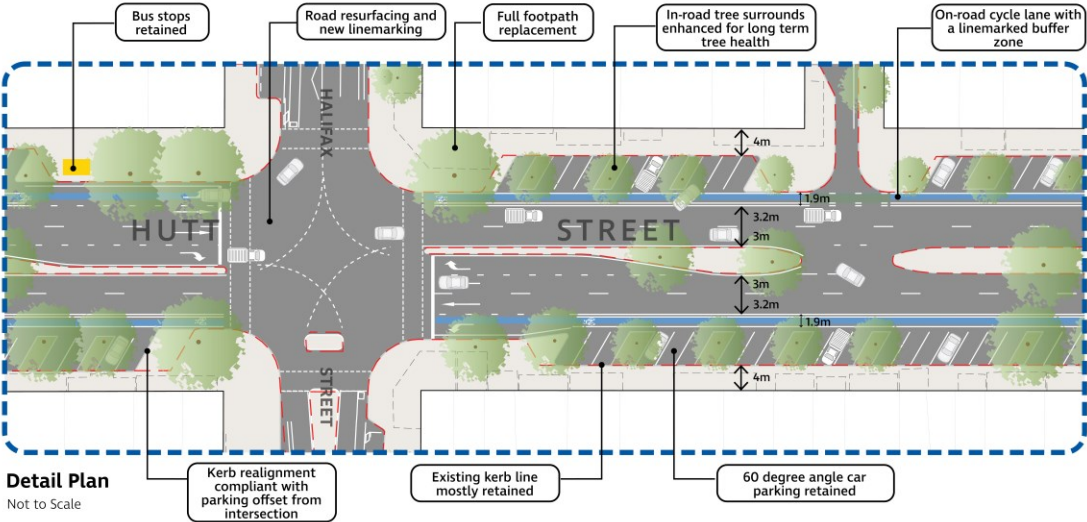 Bus stops
retained
Road resurfacing and
new linemarking
Full footpath
replacement
In-road tree surrounds
enhanced for long term
tree health
On-road cycle lane with
a linemarked buffer
zone
HALIFAX
4m
1.9m
HUTT
STREET
3.2m
3m
3m
3.2m
1.9m
STREET
4m
Detail Plan
Not to Scale
Kerb realignment
compliant with
parking offset from
intersection
Existing kerb line
mostly retained
60 degree angle car
parking retained